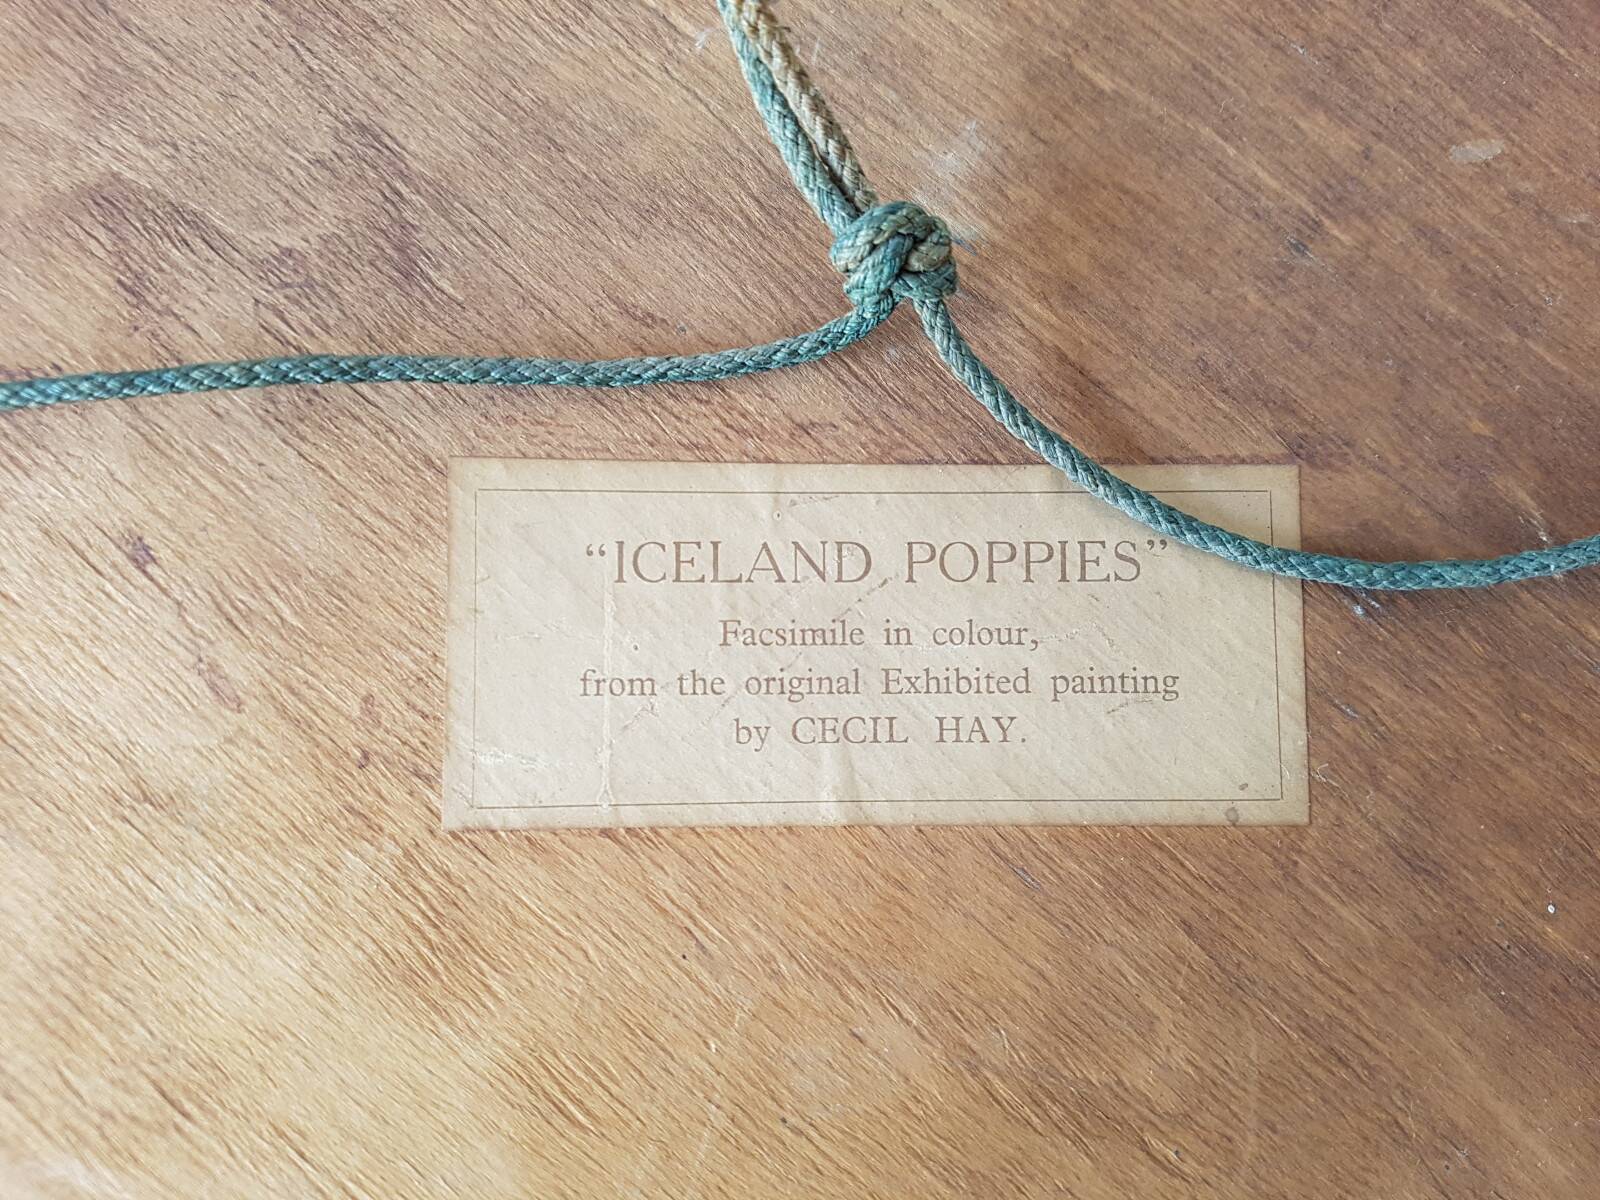 “ICELAND POPPIES”
Facsimile in colour,
from the original Exhibited painting
by CECIL HAY.